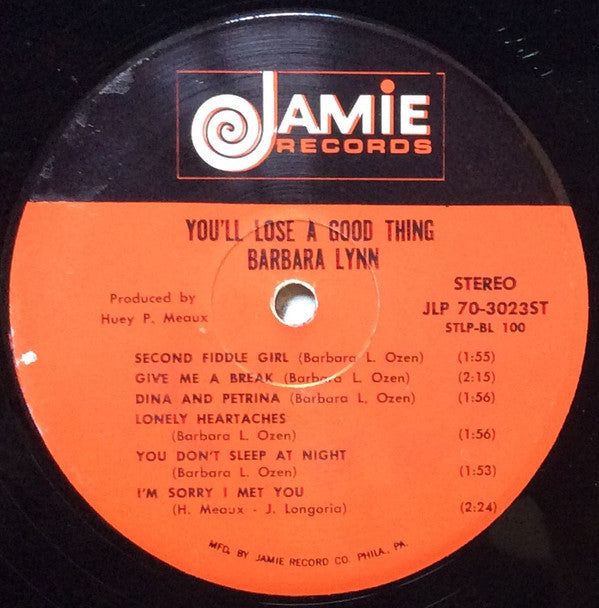 JAMiE
RECORDS
YOU'LL LOSE A GOOD THING
BARBARA LYNN
STEREO
Produced by
Huey P. Meaux
JLP 70-3023ST
STLP-BL 100
SECOND FIDDLE GIRL (Barbara L. Ozen) (1:55)
GIVE ME A BREAK (Barbara L. Ozen) (2:15)
DINA AND PETRINA (Barbara L. Ozen) (1:56)
LONELY HEARTACHES
(Barbara L. Ozen) (1:56)
YOU DON'T SLEEP AT NIGHT
(Barbara L. Ozen) (1:53)
I'M SORRY I MET YOU
(H. Meaux - J. Longoria) (2:24)
MFG. BY JAMIE RECORD CO. PHILA., PA.